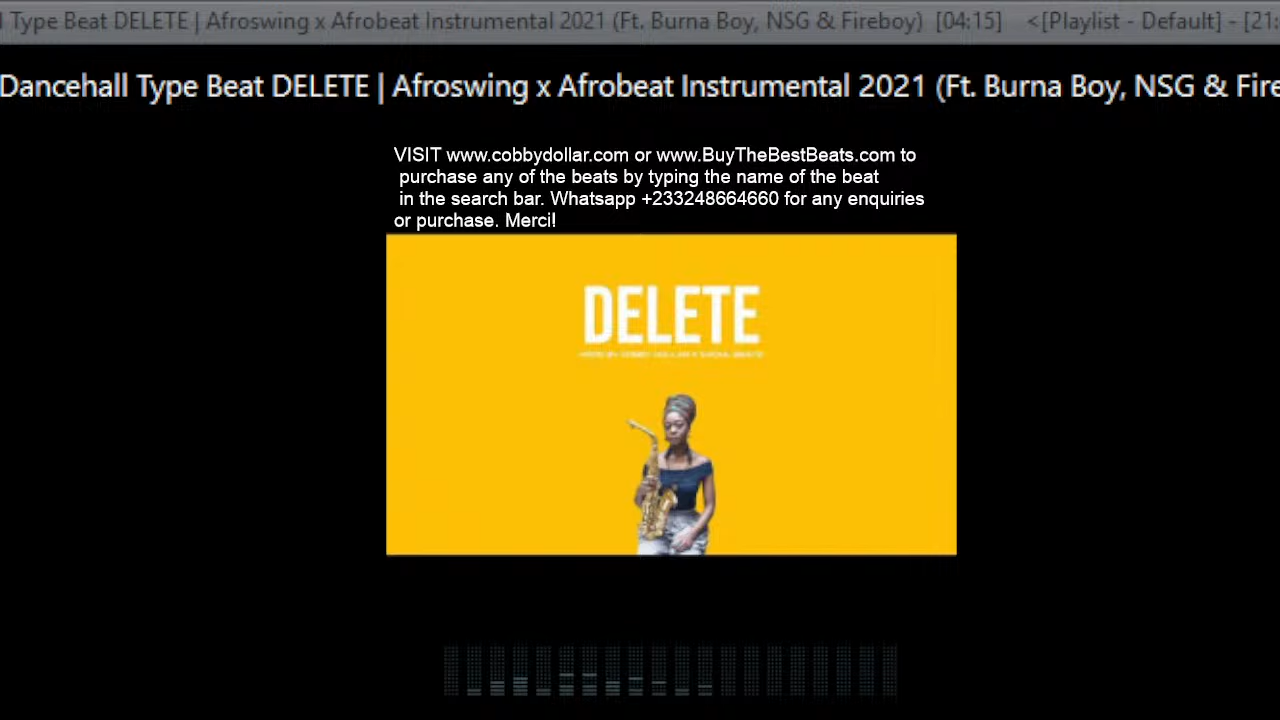 Type Beat DELETE | Afroswing x Afrobeat Instrumental 2021 (Ft. Burna Boy, NSG & Fireboy) [04:15] <[Playlist - Default] - [21:
Dancehall Type Beat DELETE | Afroswing x Afrobeat Instrumental 2021 (Ft. Burna Boy, NSG & Fire
VISIT www.cobbydollar.com or www.BuyTheBestBeats.com to
purchase any of the beats by typing the name of the beat
in the search bar. Whatsapp +233248664660 for any enquiries
or purchase. Merci!
DELETE